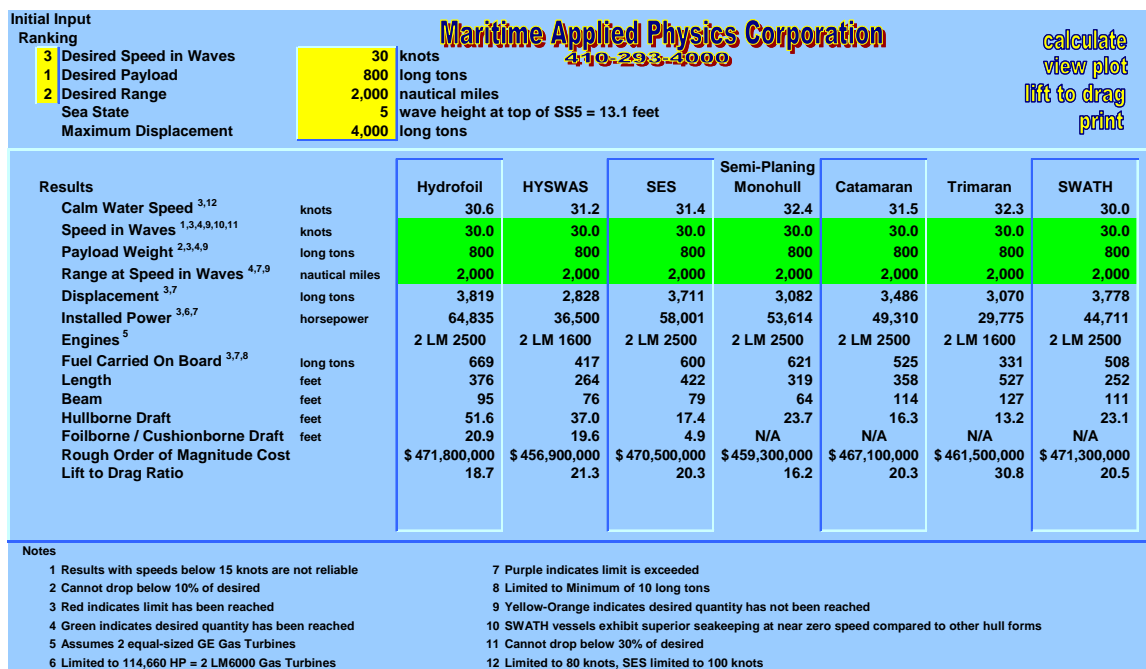 Initial Input
Ranking
Maritime Applied Physics Corporation
410-293-4000
3 Desired Speed in Waves 30 knots
1 Desired Payload 800 long tons
2 Desired Range 2,000 nautical miles
Sea State 5 wave height at top of SS5 = 13.1 feet
Maximum Displacement 4,000 long tons
calculate
view plot
lift to drag
print
Semi-Planing
Results Hydrofoil HYSWAS SES Monohull Catamaran Trimaran SWATH
Calm Water Speed 3,12 knots 30.6 31.2 31.4 32.4 31.5 32.3 30.0
Speed in Waves 1,3,4,9,10,11 knots 30.0 30.0 30.0 30.0 30.0 30.0 30.0
Payload Weight 2,3,4,9 long tons 800 800 800 800 800 800 800
Range at Speed in Waves 4,7,9 nautical miles 2,000 2,000 2,000 2,000 2,000 2,000 2,000
Displacement 3,7 long tons 3,819 2,828 3,711 3,082 3,486 3,070 3,778
Installed Power 3,6,7 horsepower 64,835 36,500 58,001 53,614 49,310 29,775 44,711
Engines 5 2 LM 2500 2 LM 1600 2 LM 2500 2 LM 2500 2 LM 2500 2 LM 1600 2 LM 2500
Fuel Carried On Board 3,7,8 long tons 669 417 600 621 525 331 508
Length feet 376 264 422 319 358 527 252
Beam feet 95 76 79 64 114 127 111
Hullborne Draft feet 51.6 37.0 17.4 23.7 16.3 13.2 23.1
Foilborne / Cushionborne Draft feet 20.9 19.6 4.9 N/A N/A N/A N/A
Rough Order of Magnitude Cost $ 471,800,000 $ 456,900,000 $ 470,500,000 $ 459,300,000 $ 467,100,000 $ 461,500,000 $ 471,300,000
Lift to Drag Ratio 18.7 21.3 20.3 16.2 20.3 30.8 20.5
Notes
1 Results with speeds below 15 knots are not reliable
2 Cannot drop below 10% of desired
3 Red indicates limit has been reached
4 Green indicates desired quantity has been reached
5 Assumes 2 equal-sized GE Gas Turbines
6 Limited to 114,660 HP = 2 LM6000 Gas Turbines
7 Purple indicates limit is exceeded
8 Limited to Minimum of 10 long tons
9 Yellow-Orange indicates desired quantity has not been reached
10 SWATH vessels exhibit superior seakeeping at near zero speed compared to other hull forms
11 Cannot drop below 30% of desired
12 Limited to 80 knots, SES limited to 100 knots